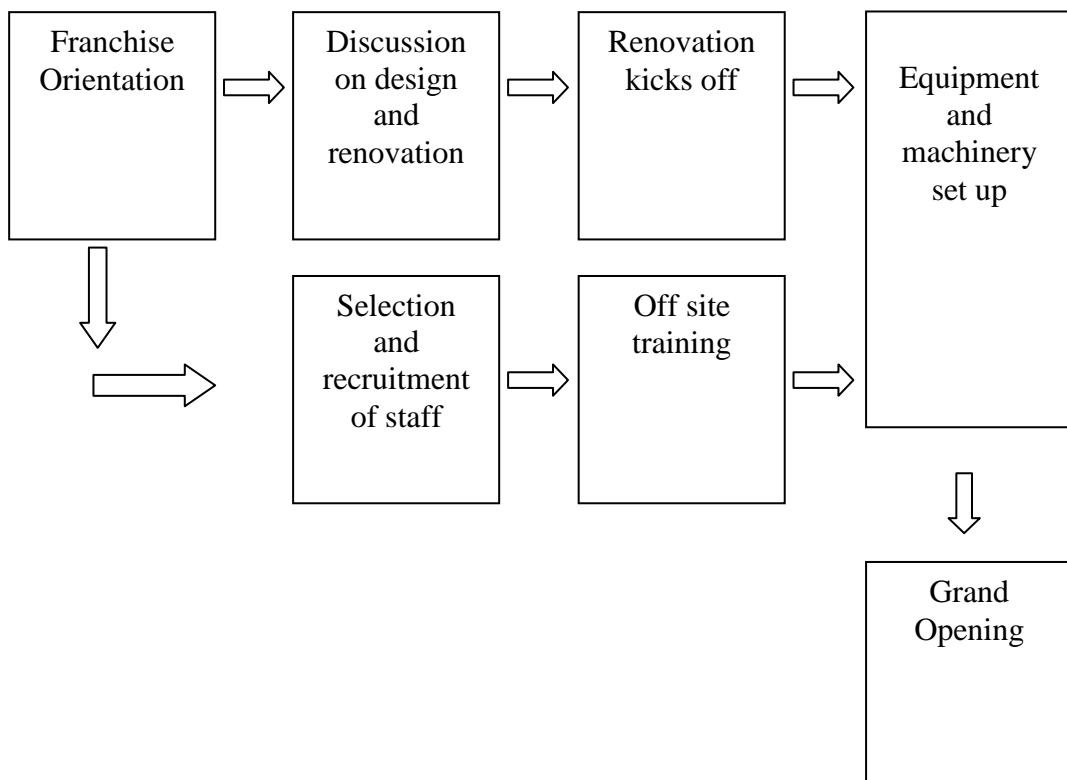 Franchise
Orientation
Discussion
on design
and
renovation
Renovation
kicks off
Equipment
and
machinery
set up
Selection
and
recruitment
of staff
Off site
training
Grand
Opening